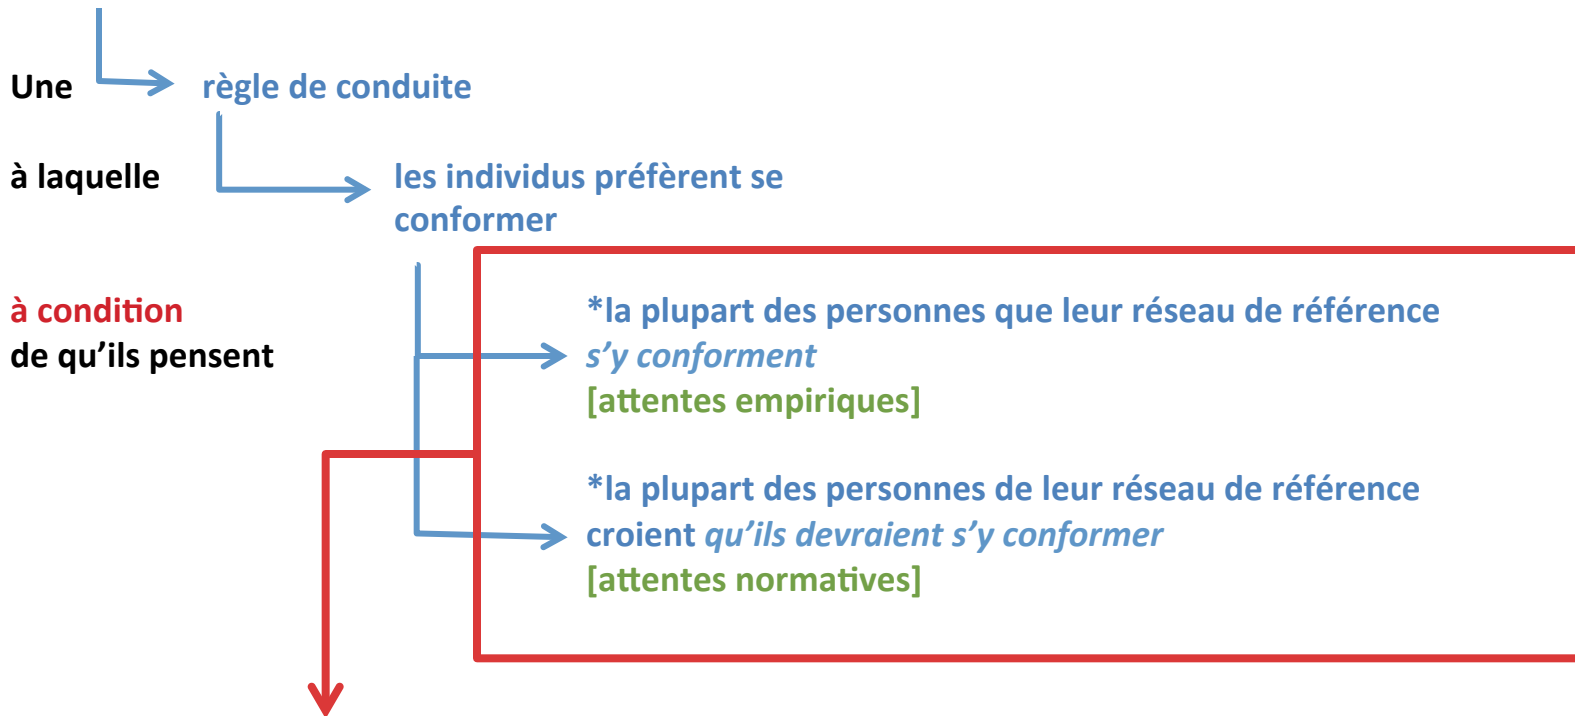 Une règle de conduite
à laquelle les individus préfèrent se
conformer
à condition *la plupart des personnes que leur réseau de référence
de qu'ils pensent s'y conforment
[attentes empiriques]
*la plupart des personnes de leur réseau de référence
croient qu'ils devraient s'y conformer
[attentes normatives]